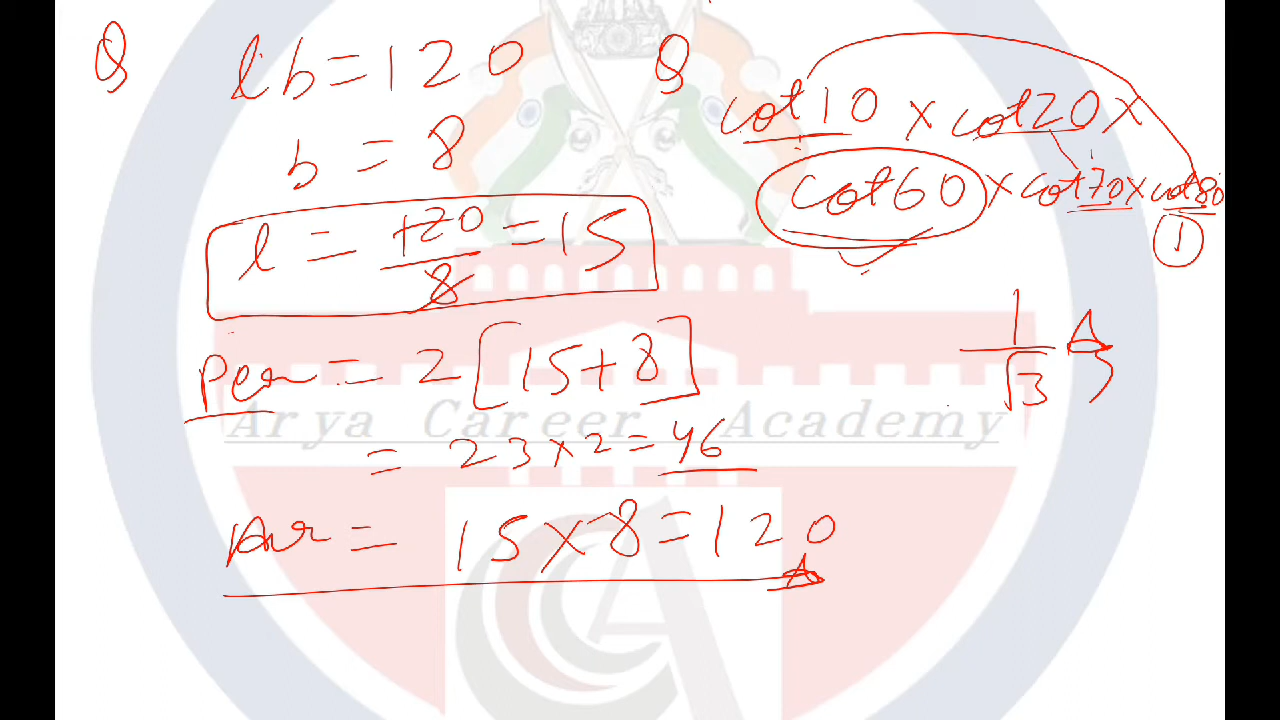 Q lb = 120
b = 8
l = 120/8 = 15
Per = 2 [15+8]
= 23 x 2 = 46
Ar = 15 x 8 = 120
A
Q cot10 x cot20 x
cot60 x cot70 x cot80
1
1/√3 A
Arya Career Academy